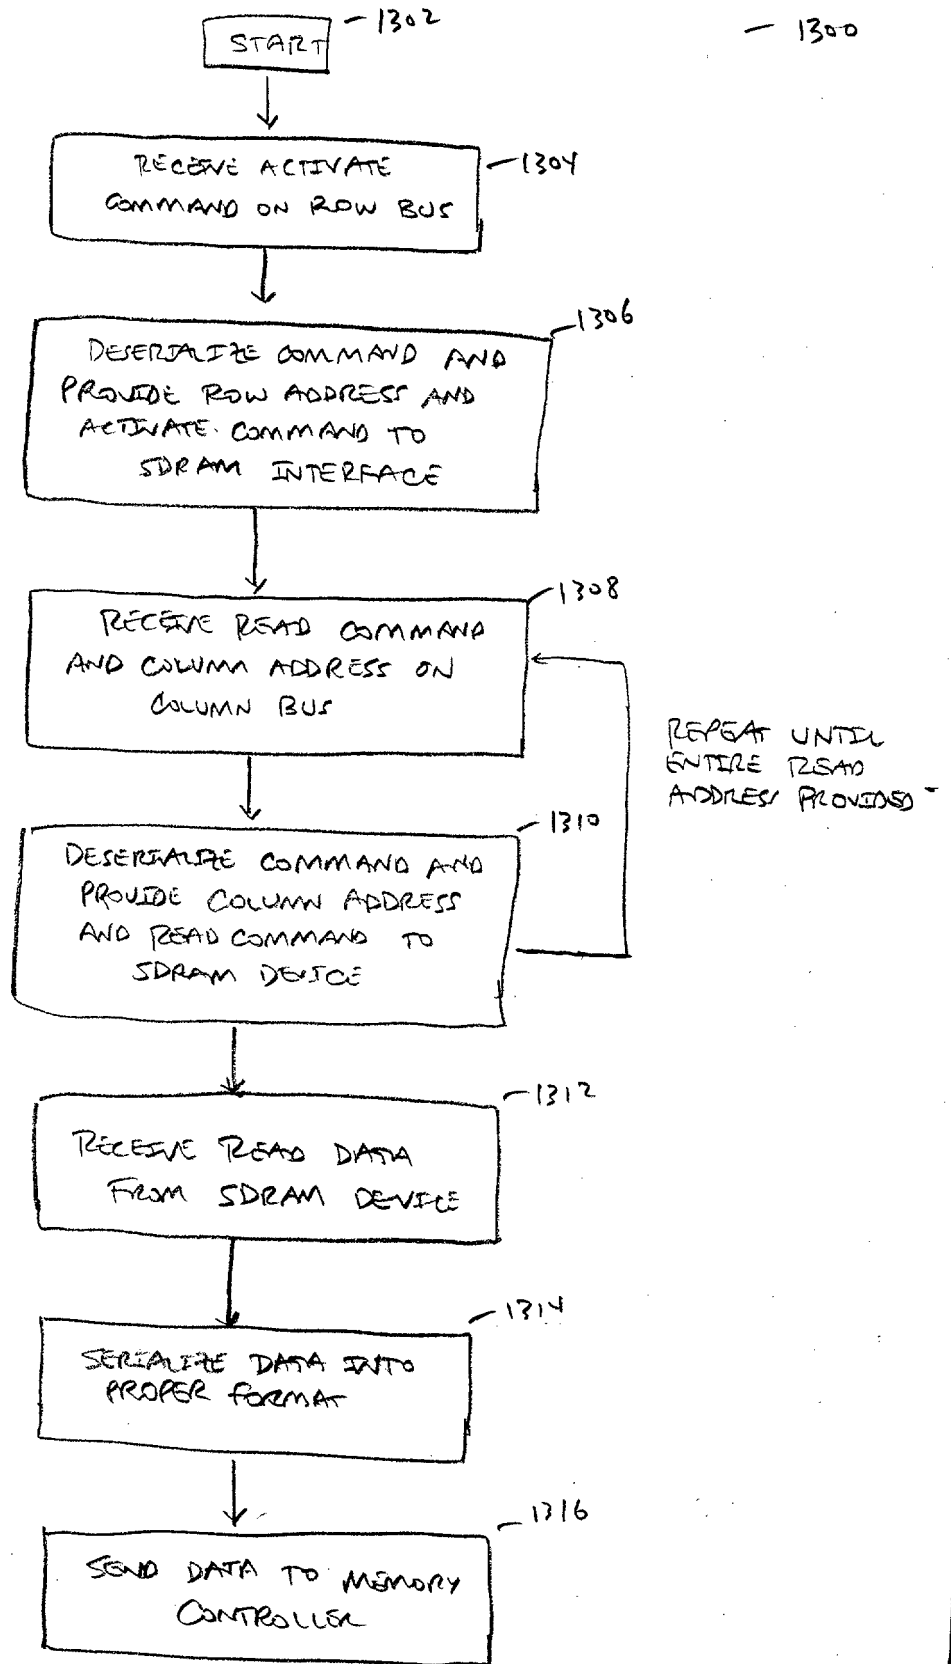 1302
1300
START
1304
RECEIVE ACTIVATE
COMMAND ON ROW BUS
1306
DESERIALIZE COMMAND AND
PROVIDE ROW ADDRESS AND
ACTIVATE COMMAND TO
SDRAM INTERFACE
1308
RECEIVE READ COMMAND
AND COLUMN ADDRESS ON
COLUMN BUS
REPEAT UNTIL
ENTIRE READ
ADDRESS PROVIDED
1310
DESERIALIZE COMMAND AND
PROVIDE COLUMN ADDRESS
AND READ COMMAND TO
SDRAM DEVICE
1312
RECEIVE READ DATA
FROM SDRAM DEVICE
1314
SERIALIZE DATA INTO
PROPER FORMAT
1316
SEND DATA TO MEMORY
CONTROLLER